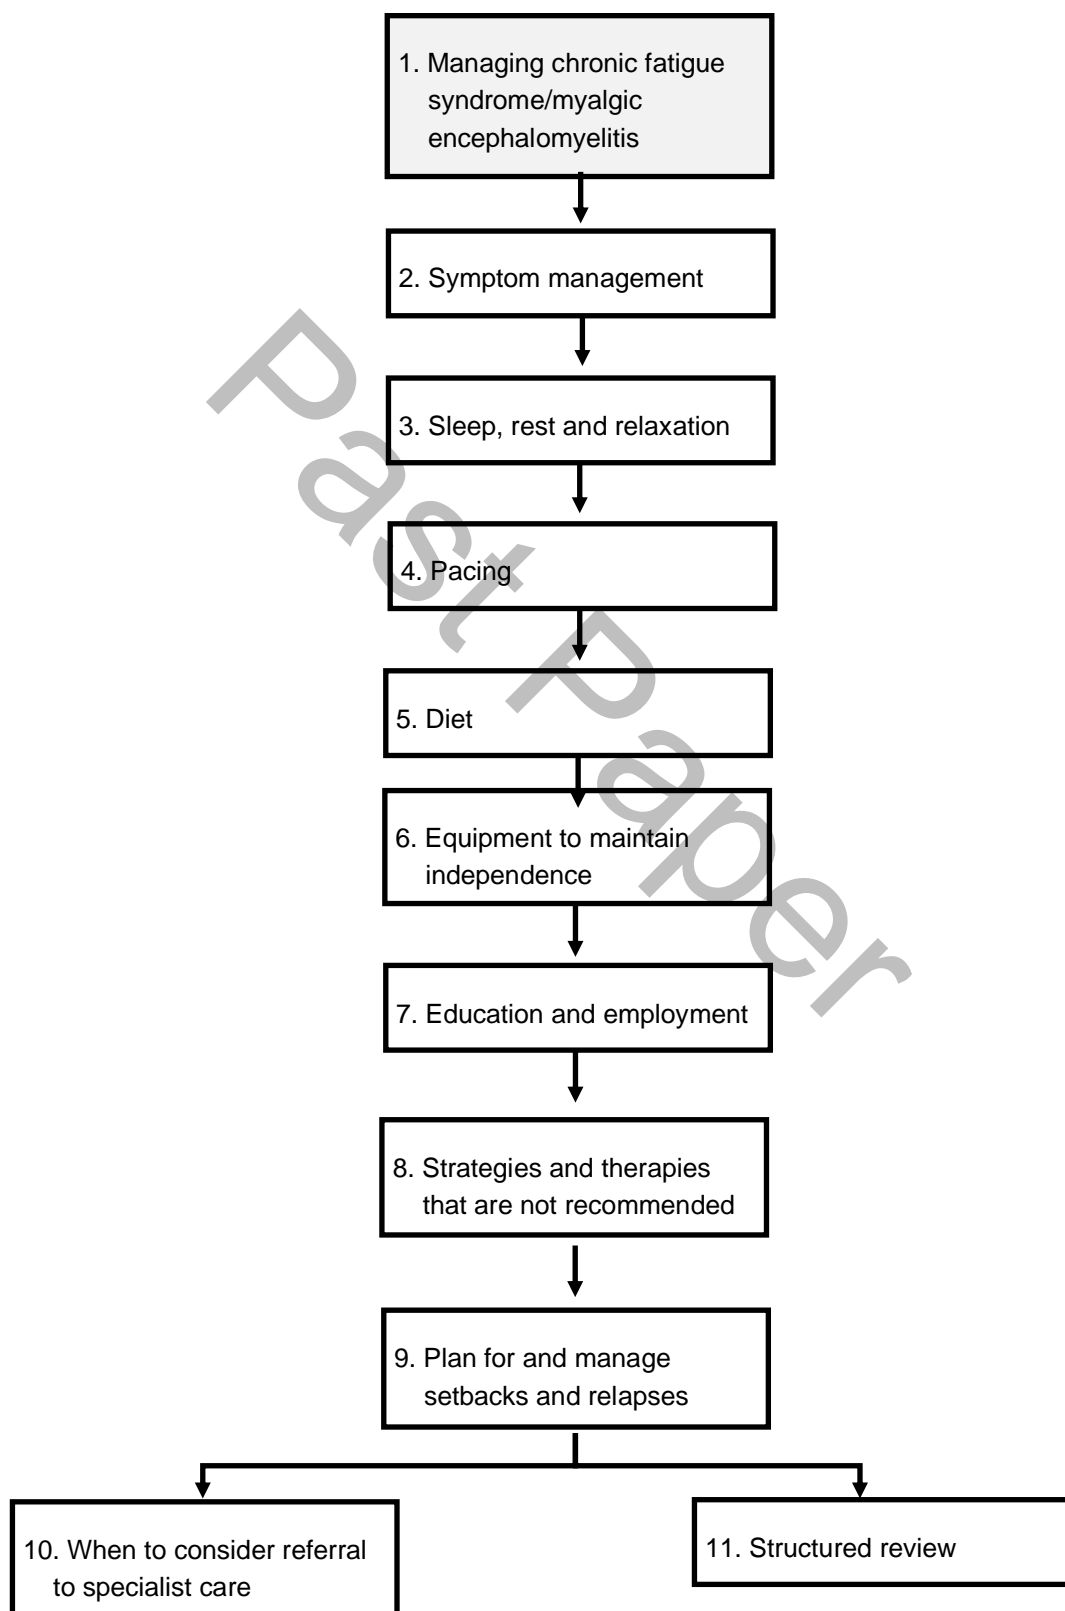 1. Managing chronic fatigue
syndrome/myalgic
encephalomyelitis
2. Symptom management
3. Sleep, rest and relaxation
4. Pacing
5. Diet
6. Equipment to maintain
independence
7. Education and employment
8. Strategies and therapies
that are not recommended
9. Plan for and manage
setbacks and relapses
10. When to consider referral
to specialist care
11. Structured review
Past Paper